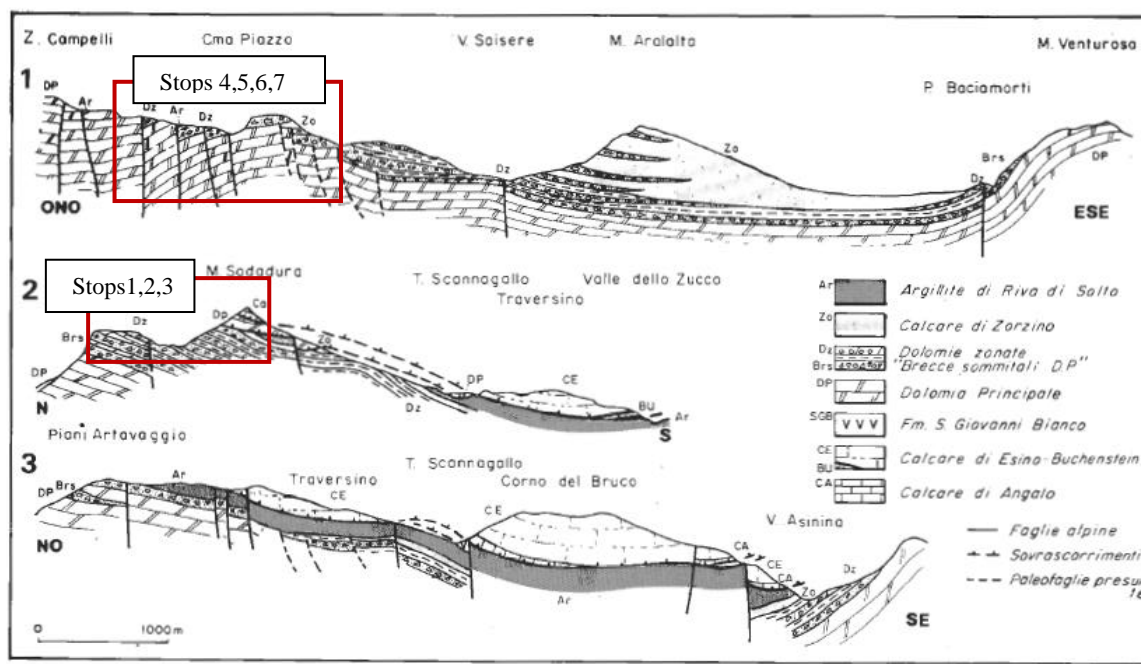 Z. Campelli Cma Piazzo V. Saisere M. Aralalta M. Venturosa
1
Stops 4,5,6,7
P. Baciamorti
DP Ar Dz Ar Dz Zo Zo Dz Dz Brs DP
ONO
ESE
2
Stops1,2,3
M. Sodadura T. Scannagallo Valle dello Zucco
Traversino
Brs Dz Dp Ca Zo DP CE BU Ar
DP Dz
N
S
Piani Artavaggio
3
T. Scannagallo
Traversino Corno del Bruco
V. Asinina
DP Brs Ar CE CE CA CE CA Zo Dz
NO
Ar
SE
0 1000m
Ar Argillite di Riva di Solto
Zo Calcare di Zorzino
Dz Dolomie zonate
Brs "Brecce sommitali D.P"
DP Dolomia Principale
SGB Fm. S. Giovanni Bianco
CE
BU Calcare di Esino-Buchenstein
CA Calcare di Angolo
Faglie alpine
Sovrascorrimenti
Paleofaglie presu